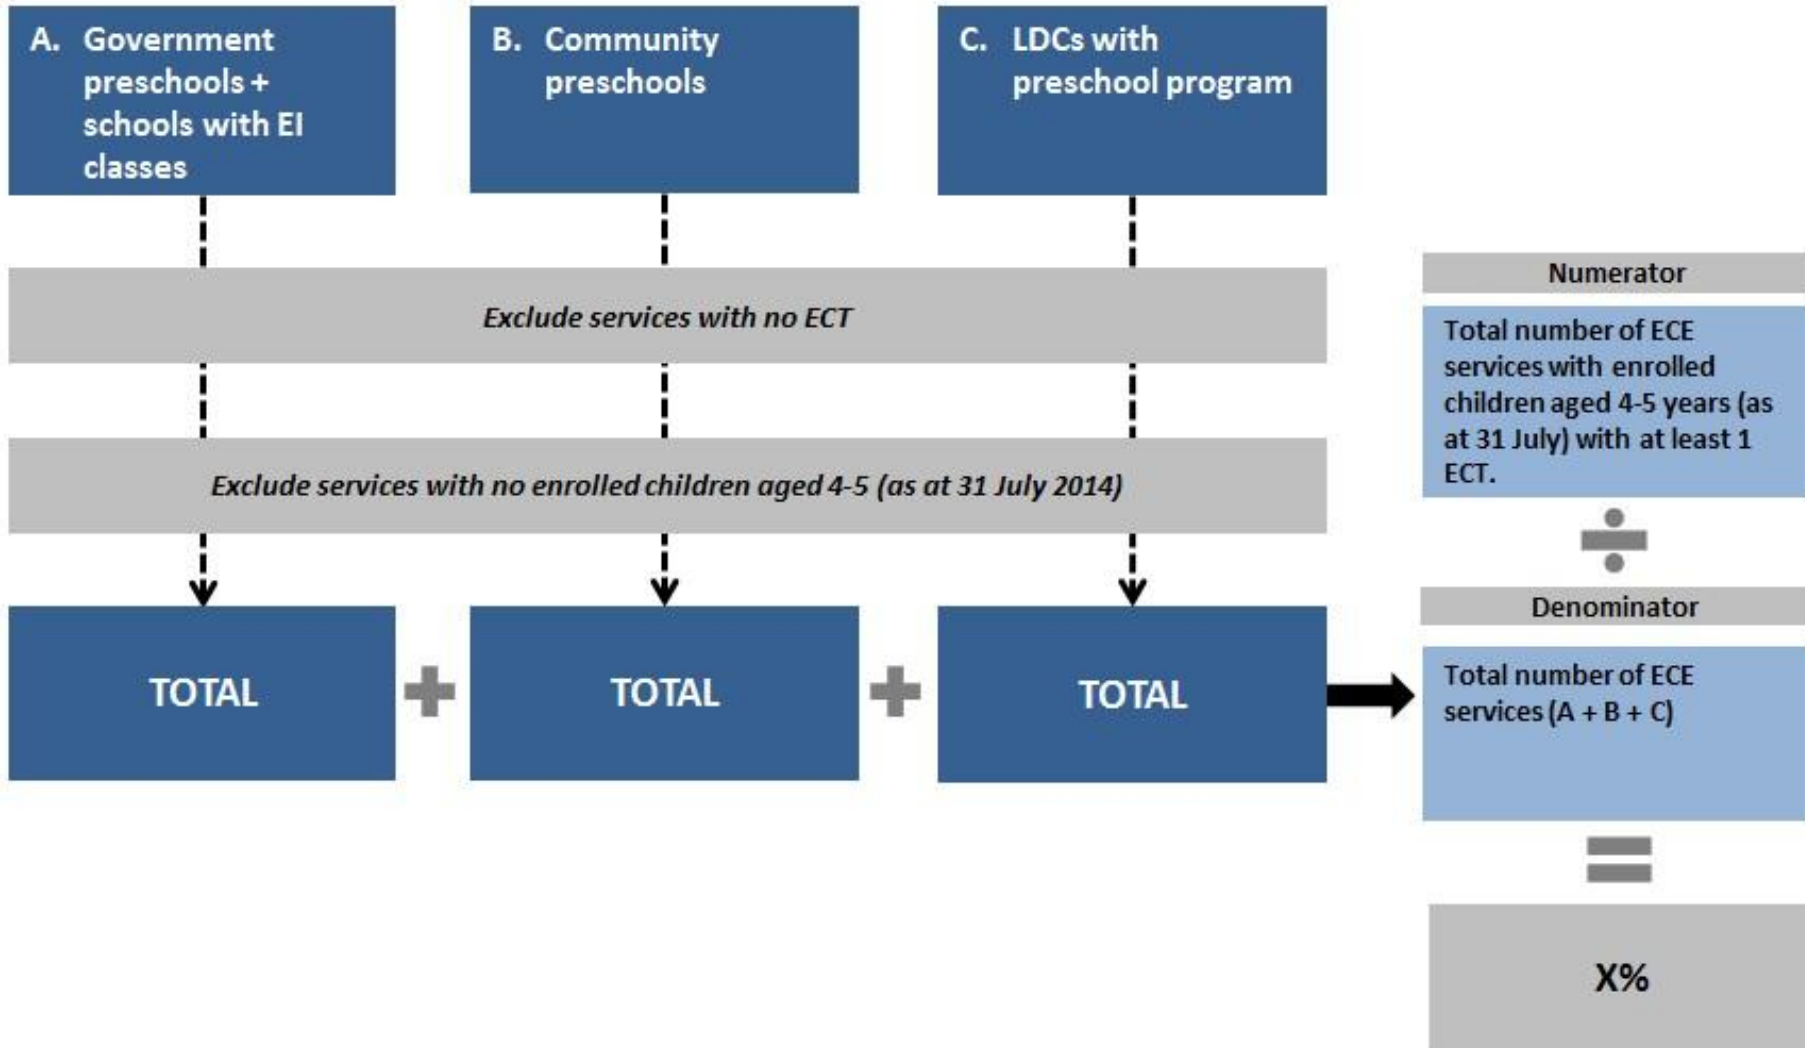 A. Government
preschools +
schools with EI
classes
B. Community
preschools
C. LDCs with
preschool program
Exclude services with no ECT
Exclude services with no enrolled children aged 4-5 (as at 31 July 2014)
TOTAL
+
TOTAL
+
TOTAL
Numerator
Total number of ECE
services with enrolled
children aged 4-5 years (as
at 31 July) with at least 1
ECT.
÷
Denominator
Total number of ECE
services (A + B + C)
=
X%